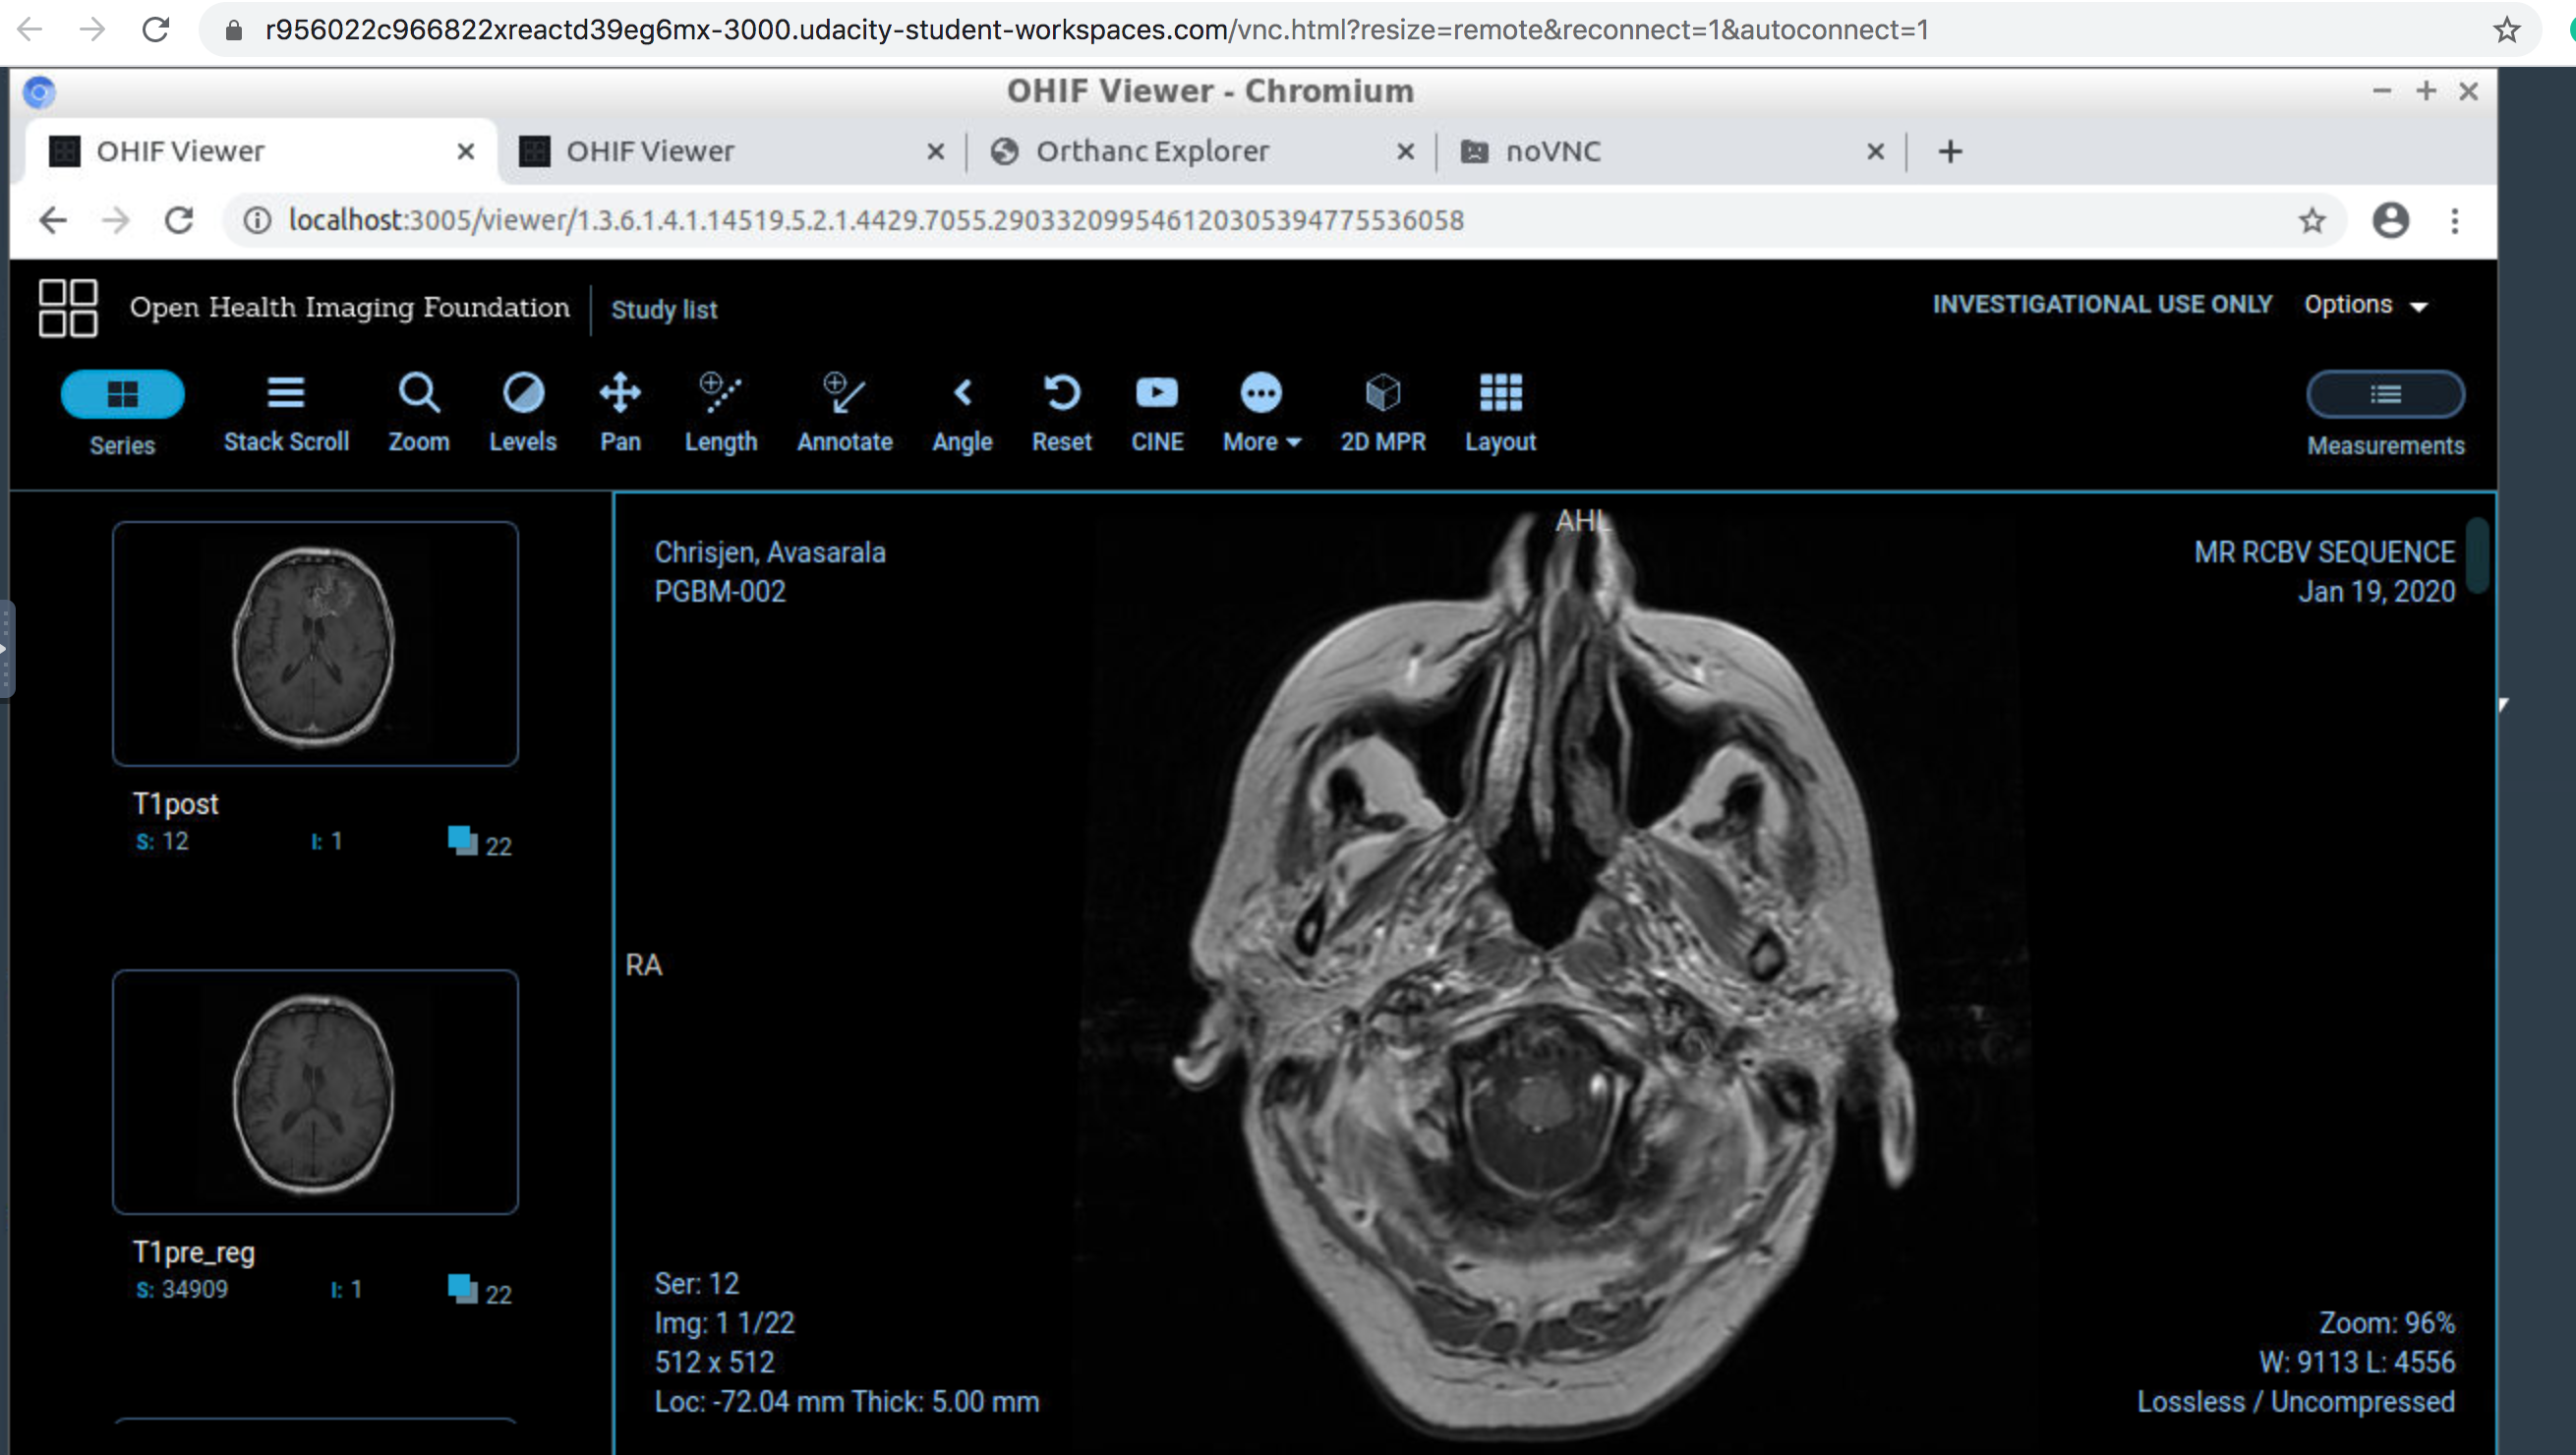 r956022c966822xreactd39eg6mx-3000.udacity-student-workspaces.com/vnc.html?resize=remote&reconnect=1&autoconnect=1
OHIF Viewer - Chromium
OHIF Viewer
OHIF Viewer
Orthanc Explorer
noVNC
localhost:3005/viewer/1.3.6.1.4.1.14519.5.2.1.4429.7055.290332099546120305394775536058
Open Health Imaging Foundation
Study list
INVESTIGATIONAL USE ONLY
Options
Series
Stack Scroll
Zoom
Levels
Pan
Length
Annotate
Angle
Reset
CINE
More
2D MPR
Layout
Measurements
T1post
S: 12 I: 1 22
T1pre_reg
S: 34909 I: 1 22
AHL
Chrisjen, Avasarala
PGBM-002
MR RCBV SEQUENCE
Jan 19, 2020
RA
Ser: 12
Img: 1 1/22
512 x 512
Loc: -72.04 mm Thick: 5.00 mm
Zoom: 96%
W: 9113 L: 4556
Lossless / Uncompressed